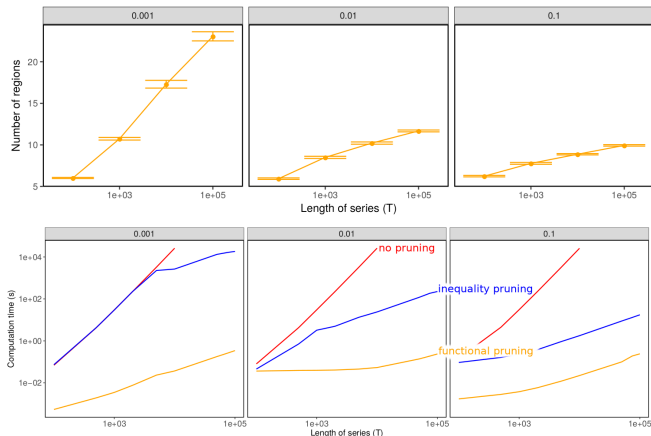 0.001
0.01
0.1
Number of regions
20
15
10
5
1e+03
1e+05
1e+03
1e+05
1e+03
1e+05
Length of series (T)
0.001
0.01
0.1
Computation time (s)
1e+04
1e+02
1e+00
1e−02
no pruning
inequality pruning
functional pruning
1e+03
1e+05
1e+03
1e+05
1e+03
1e+05
Length of series (T)